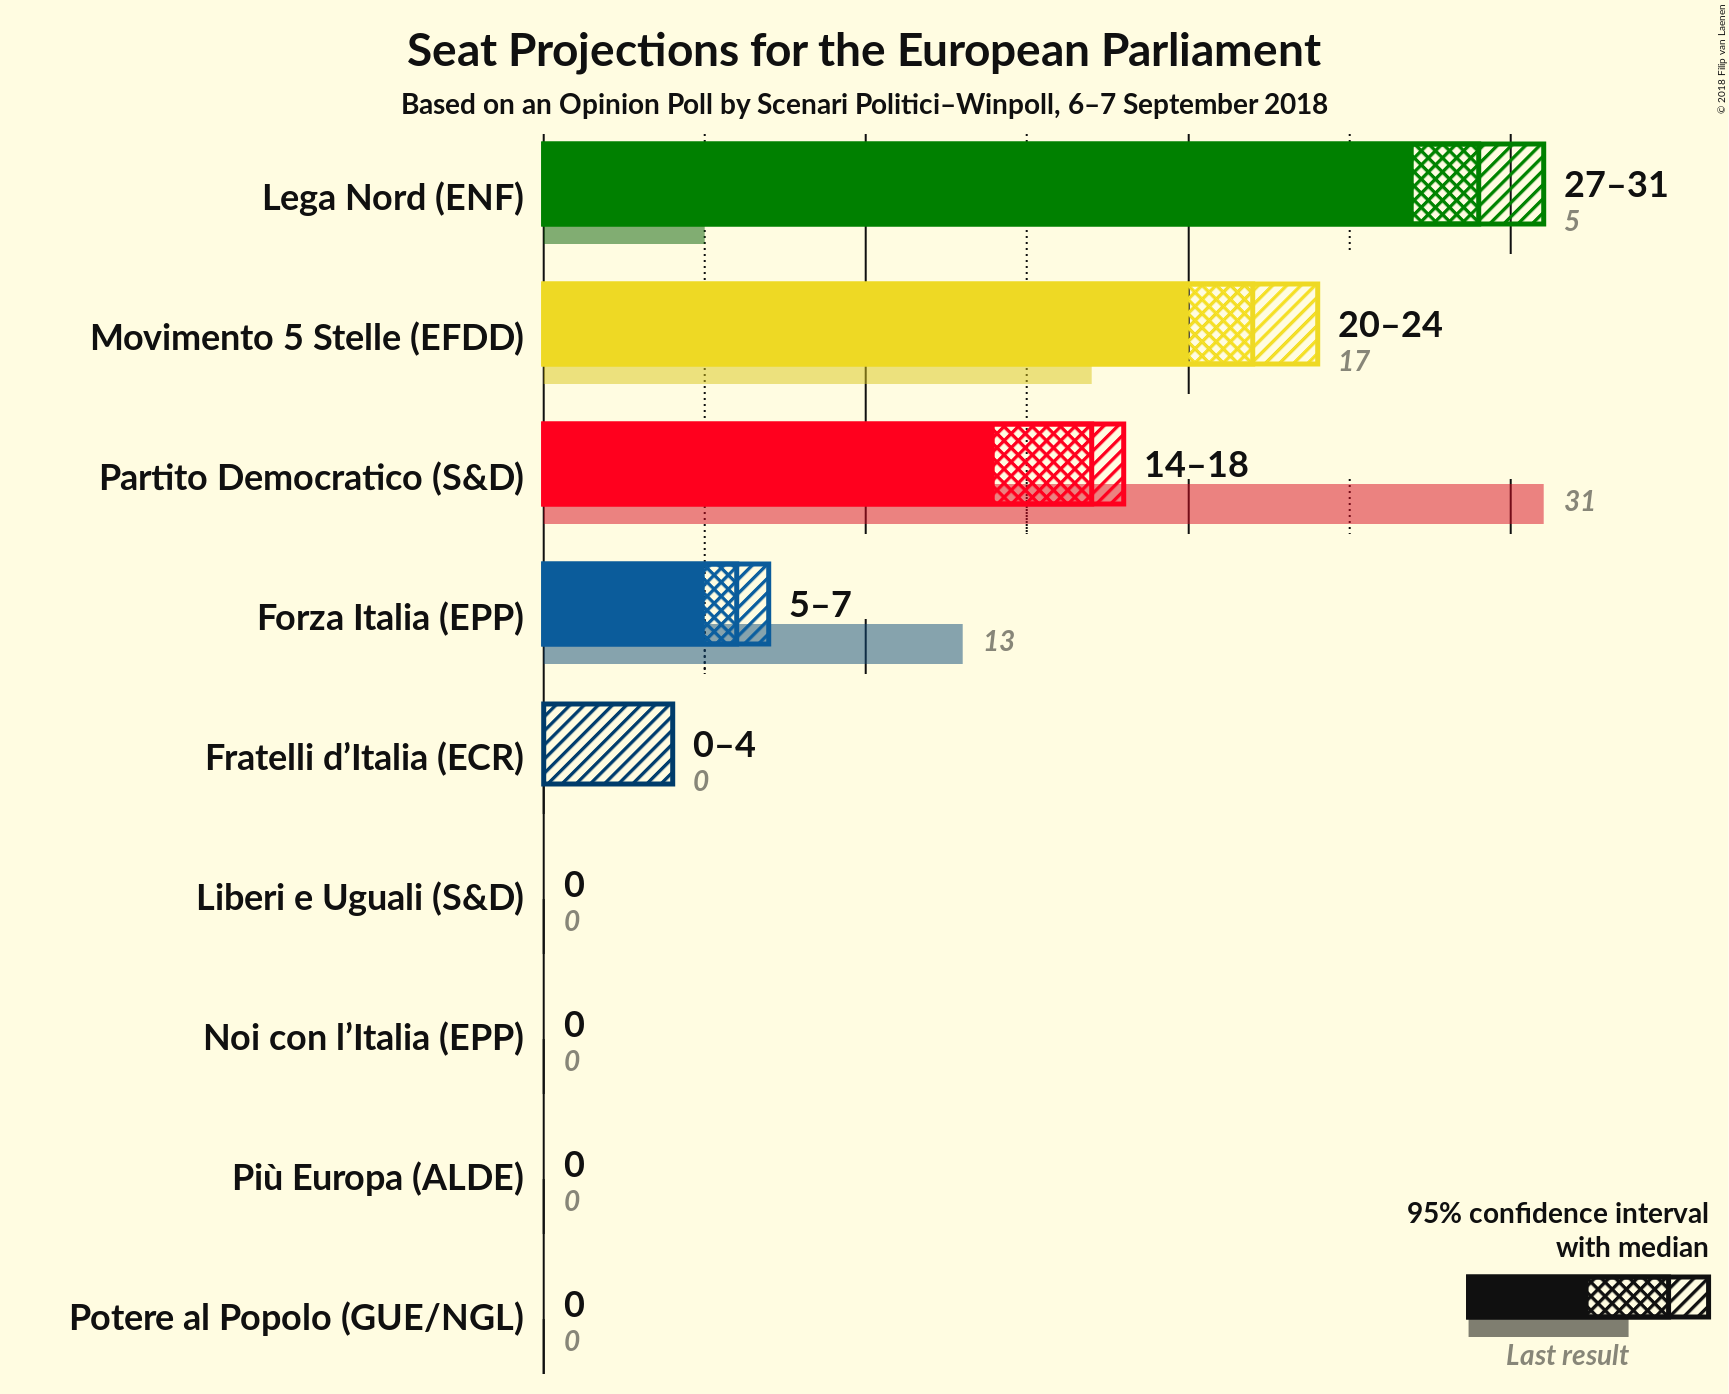 Seat Projections for the European Parliament
Based on an Opinion Poll by Scenari Politici–Winpoll, 6–7 September 2018
© 2018 Filip van Laenen
Lega Nord (ENF)
27–31
5
Movimento 5 Stelle (EFDD)
20–24
17
Partito Democratico (S&D)
14–18
31
Forza Italia (EPP)
5–7
13
Fratelli d’Italia (ECR)
0–4
0
Liberi e Uguali (S&D)
0
0
Noi con l’Italia (EPP)
0
0
Più Europa (ALDE)
0
0
Potere al Popolo (GUE/NGL)
0
0
95% confidence interval
with median
Last result